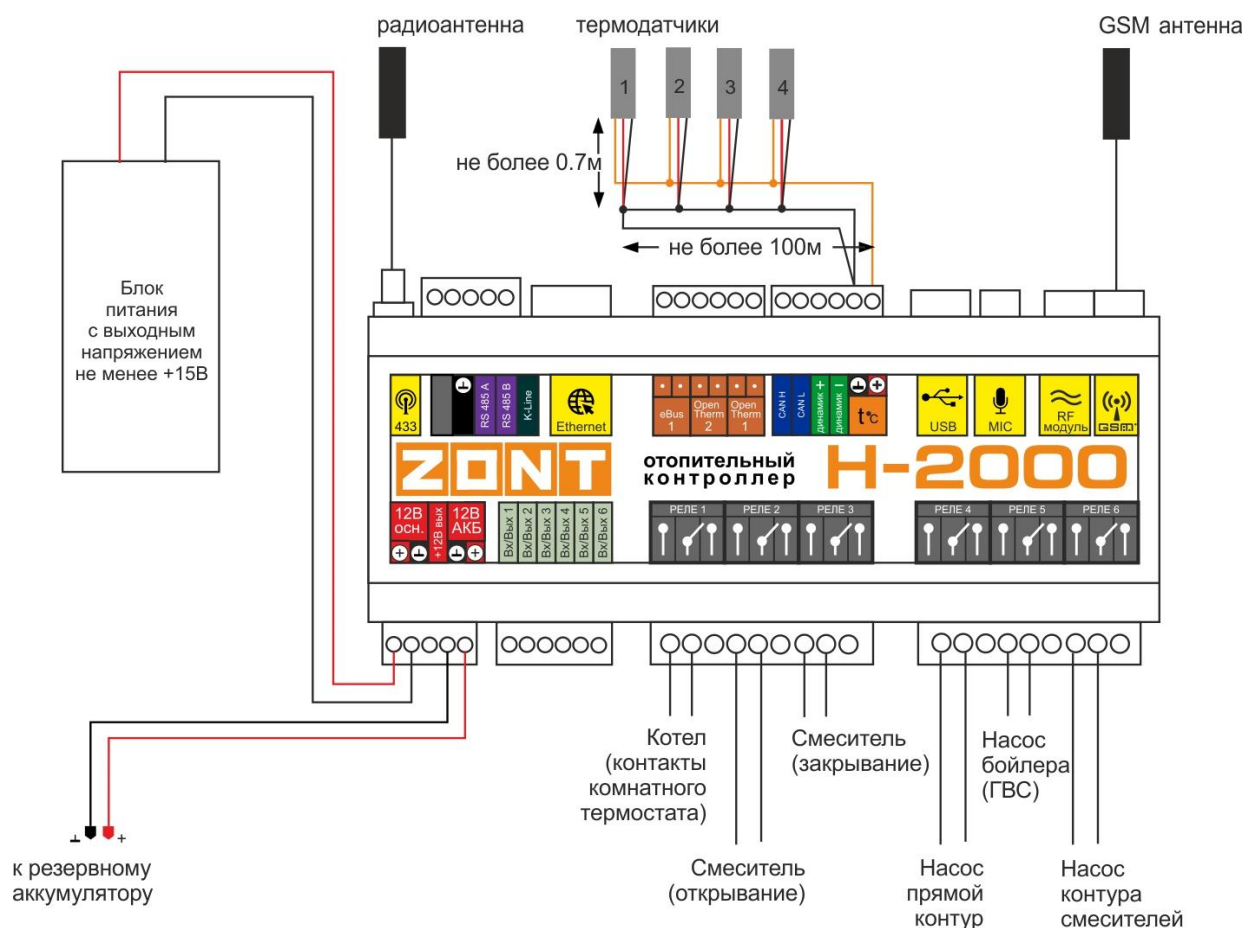 радиоантенна
термодатчики
GSM антенна
1
2
3
4
не более 0.7м
не более 100м
Блок
питания
с выходным
напряжением
не менее +15В
433
RS 485 A
RS 485 B
K-Line
Ethernet
eBus
1
Open
Therm
2
Open
Therm
1
CAN H
CAN L
динамик +
динамик −
t°C
USB
MIC
RF
модуль
GSM
ZONT
отопительный
контроллер
H-2000
12В
осн.
+12В вых
12В
АКБ
Вх/Вых 1
Вх/Вых 2
Вх/Вых 3
Вх/Вых 4
Вх/Вых 5
Вх/Вых 6
РЕЛЕ 1
РЕЛЕ 2
РЕЛЕ 3
РЕЛЕ 4
РЕЛЕ 5
РЕЛЕ 6
Котел
(контакты
комнатного
термостата)
Смеситель
(закрывание)
Насос
бойлера
(ГВС)
Смеситель
(открывание)
Насос
прямой
контур
Насос
контура
смесителей
+
к резервному
аккумулятору